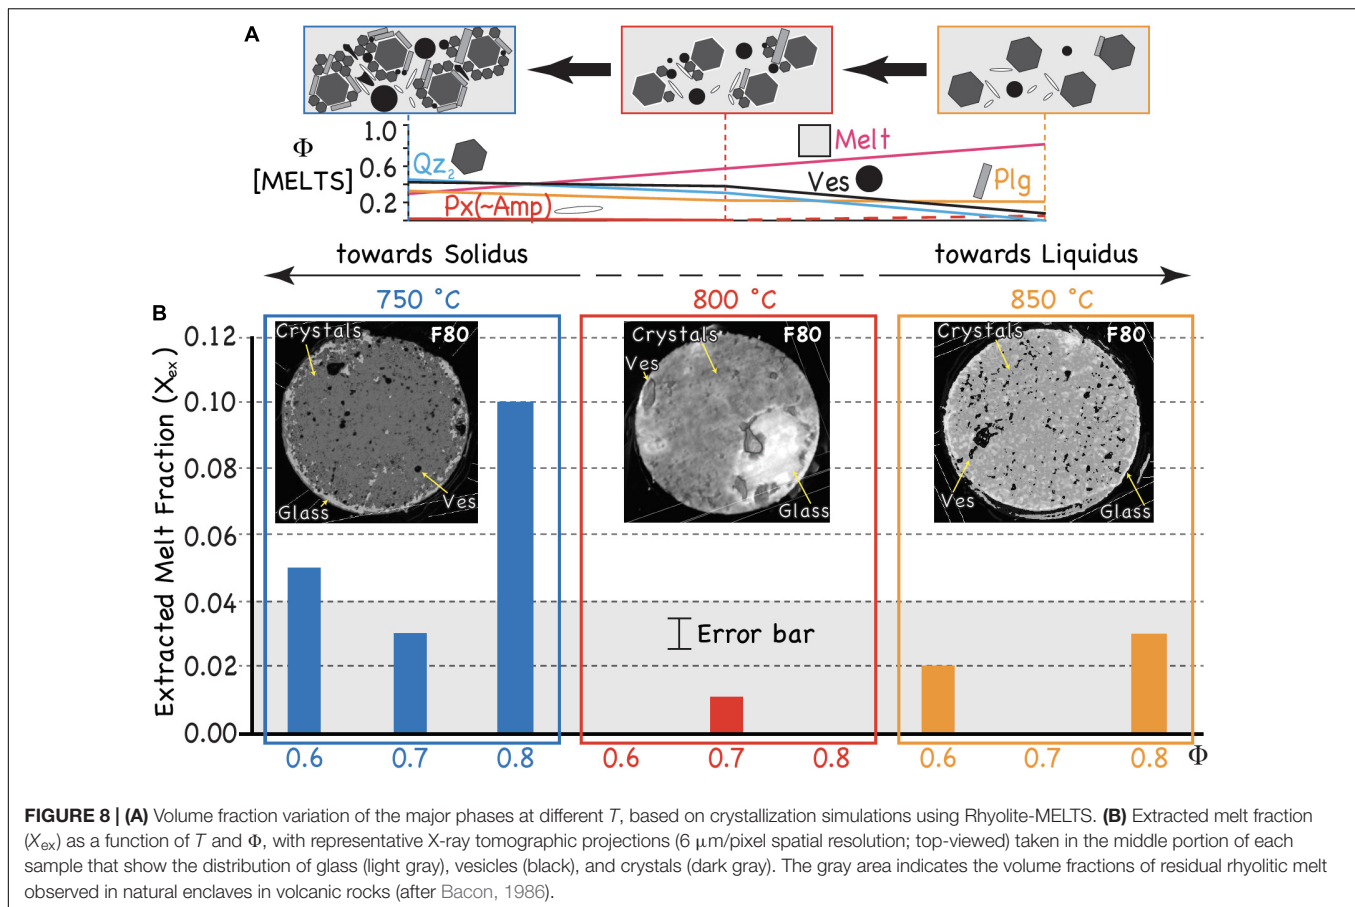 A
Φ
[MELTS]
1.0
0.6
0.2
Qz2
Melt
Ves
Plg
Px(~Amp)
towards Solidus
towards Liquidus
B
750 °C
800 °C
850 °C
Extracted Melt Fraction (Xex)
0.12
0.10
0.08
0.06
0.04
0.02
0.00
Crystals
F80
Glass
Ves
Crystals
F80
Ves
Glass
Crystals
F80
Ves
Glass
Error bar
0.6 0.7 0.8
0.6 0.7 0.8
0.6 0.7 0.8 Φ
FIGURE 8 | (A) Volume fraction variation of the major phases at different T, based on crystallization simulations using Rhyolite-MELTS. (B) Extracted melt fraction
(Xex) as a function of T and Φ, with representative X-ray tomographic projections (6 μm/pixel spatial resolution; top-viewed) taken in the middle portion of each
sample that show the distribution of glass (light gray), vesicles (black), and crystals (dark gray). The gray area indicates the volume fractions of residual rhyolitic melt
observed in natural enclaves in volcanic rocks (after Bacon, 1986).